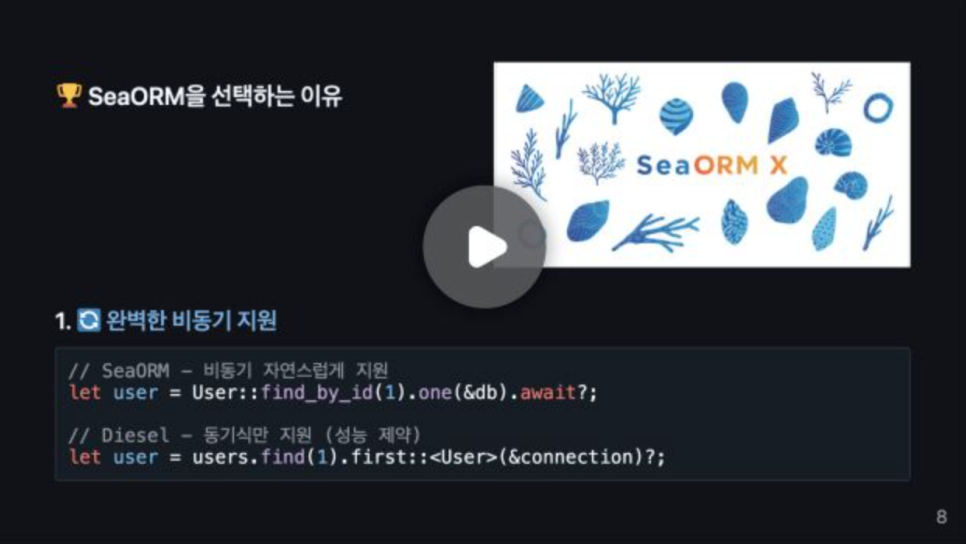 🏆 SeaORM을 선택하는 이유
SeaORM X
1. 🔄 완벽한 비동기 지원
// SeaORM – 비동기 자연스럽게 지원
let user = User::find_by_id(1).one(&db).await?;
// Diesel – 동기식만 지원 (성능 제약)
let user = users.find(1).first::<User>(&connection)?;
8